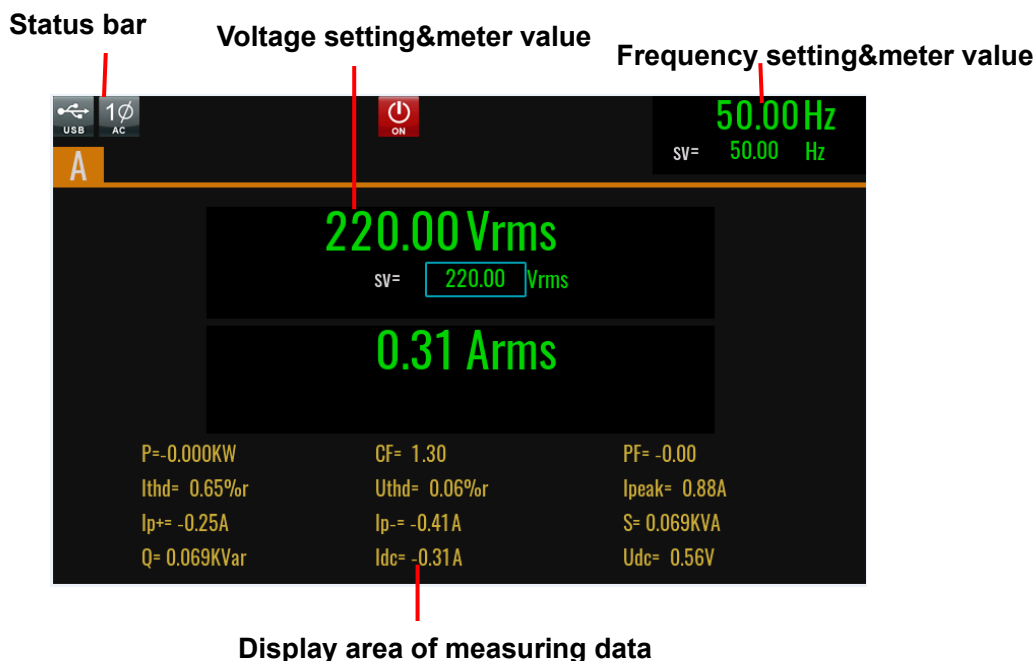 Status bar
Voltage setting&meter value
Frequency setting&meter value
USB
1Ø
AC
ON
50.00Hz
SV= 50.00 Hz
A
220.00 Vrms
SV= 220.00 Vrms
0.31 Arms
P=-0.000KW CF= 1.30 PF= -0.00
Ithd= 0.65%r Uthd= 0.06%r Ipeak= 0.88A
Ip+= -0.25A Ip-= -0.41A S= 0.069KVA
Q= 0.069KVar Idc= -0.31A Udc= 0.56V
Display area of measuring data